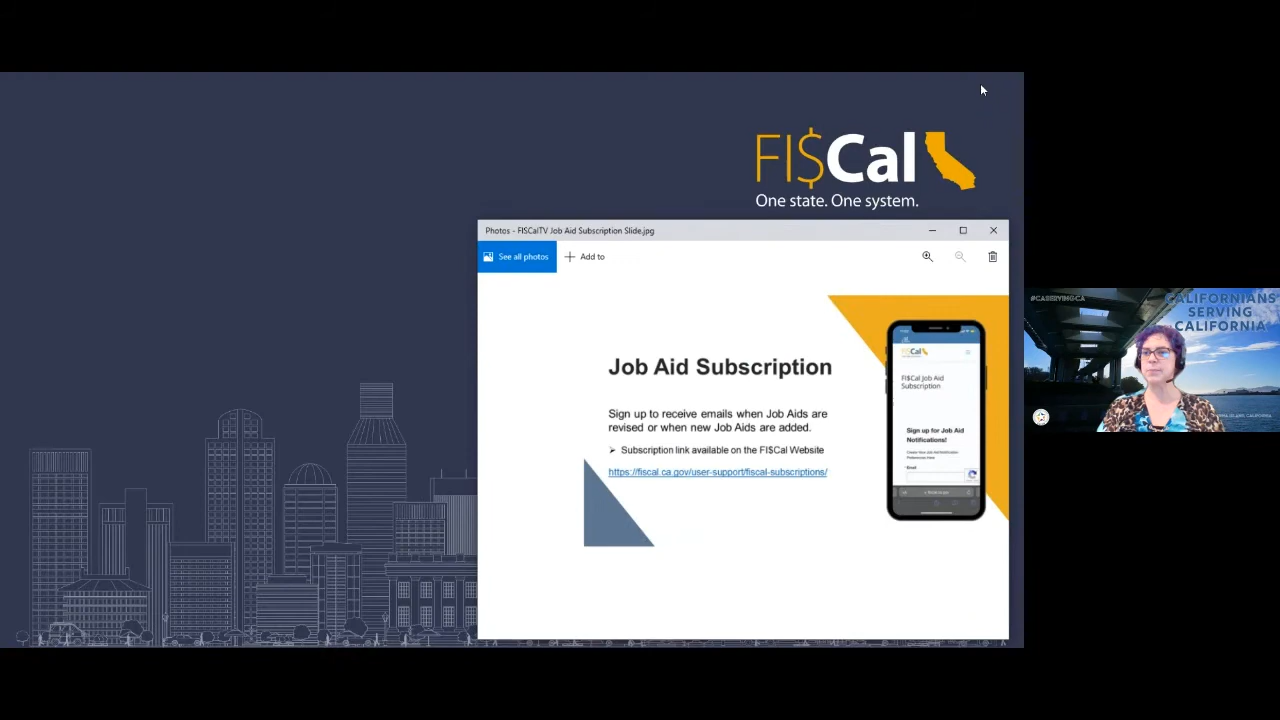 FI$Cal
One state. One system.
Photos - FISCalTV Job Aid Subscription Slide.jpg
See all photos
Add to
Job Aid Subscription
Sign up to receive emails when Job Aids are
revised or when new Job Aids are added.
Subscription link available on the FI$Cal Website
https://fiscal.ca.gov/user-support/fiscal-subscriptions/
FI$Cal Job Aid
Subscription
Sign up for Job Aid
Notifications!
Email
#CASERVINGCA
CALIFORNIANS
SERVING
CALIFORNIA